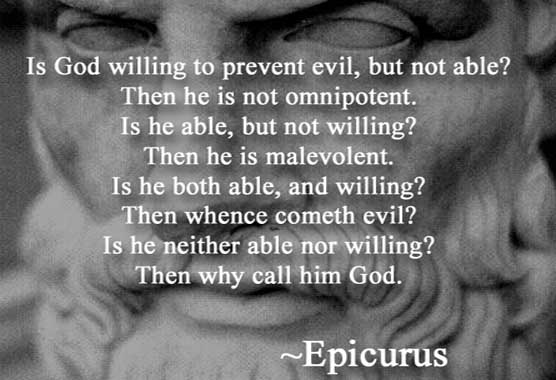 Is God willing to prevent evil, but not able?
Then he is not omnipotent.
Is he able, but not willing?
Then he is malevolent.
Is he both able, and willing?
Then whence cometh evil?
Is he neither able nor willing?
Then why call him God.
~Epicurus